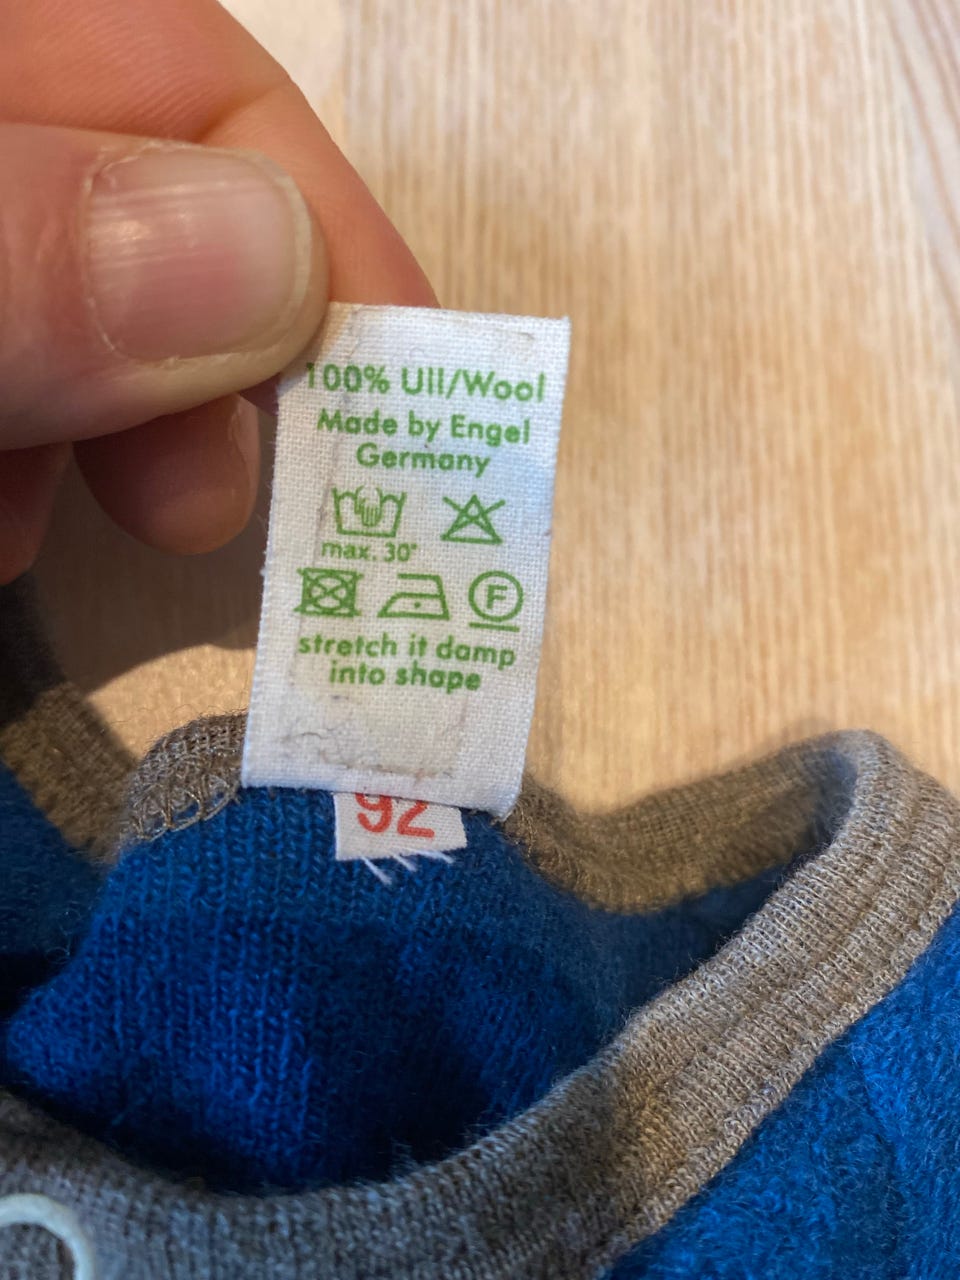 100% Ull/Wool
Made by Engel
Germany
max. 30°
F
stretch it damp
into shape
92